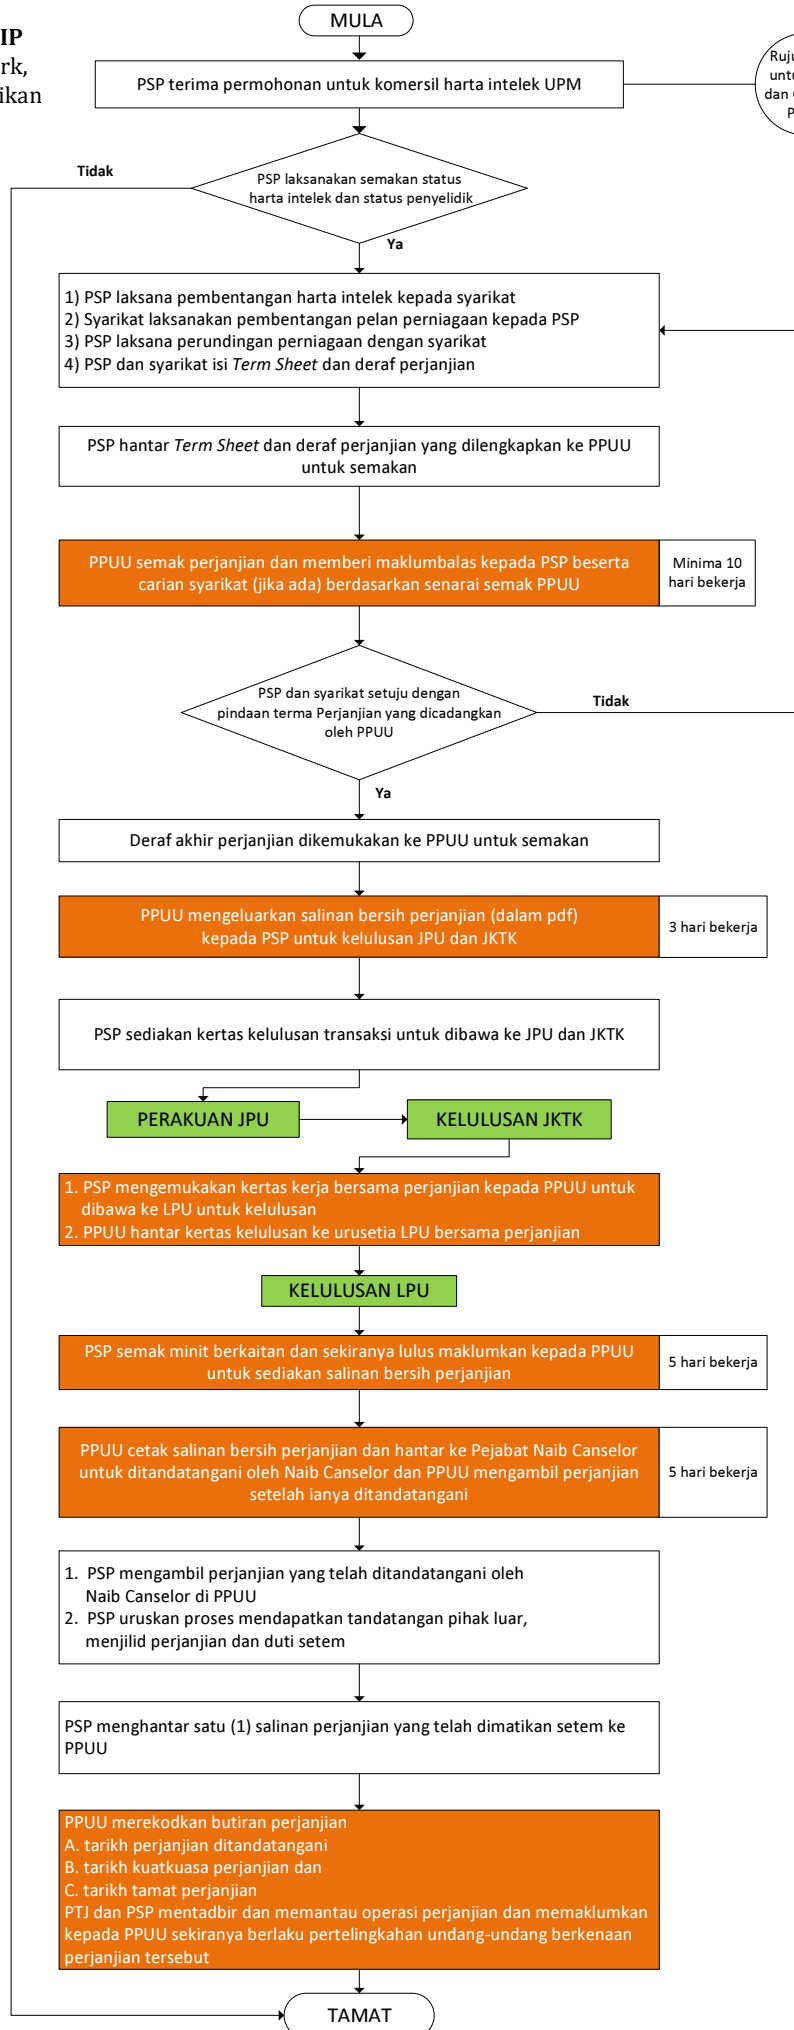 MULA
IP
rk,
ikan
PSP terima permohonan untuk komersil harta intelek UPM
Ruju
untu
dan
P
Tidak
PSP laksanakan semakan status
harta intelek dan status penyelidik
Ya
1) PSP laksana pembentangan harta intelek kepada syarikat
2) Syarikat laksanakan pembentangan pelan perniagaan kepada PSP
3) PSP laksana perundingan perniagaan dengan syarikat
4) PSP dan syarikat isi Term Sheet dan deraf perjanjian
PSP hantar Term Sheet dan deraf perjanjian yang dilengkapkan ke PPUU
untuk semakan
PPUU semak perjanjian dan memberi maklumbalas kepada PSP beserta
carian syarikat (jika ada) berdasarkan senarai semak PPUU
Minima 10
hari bekerja
PSP dan syarikat setuju dengan
pindaan terma Perjanjian yang dicadangkan
oleh PPUU
Tidak
Ya
Deraf akhir perjanjian dikemukakan ke PPUU untuk semakan
PPUU mengeluarkan salinan bersih perjanjian (dalam pdf)
kepada PSP untuk kelulusan JPU dan JKTK
3 hari bekerja
PSP sediakan kertas kelulusan transaksi untuk dibawa ke JPU dan JKTK
PERAKUAN JPU
KELULUSAN JKTK
1. PSP mengemukakan kertas kerja bersama perjanjian kepada PPUU untuk
dibawa ke LPU untuk kelulusan
2. PPUU hantar kertas kelulusan ke urusetia LPU bersama perjanjian
KELULUSAN LPU
PSP semak minit berkaitan dan sekiranya lulus maklumkan kepada PPUU
untuk sediakan salinan bersih perjanjian
5 hari bekerja
PPUU cetak salinan bersih perjanjian dan hantar ke Pejabat Naib Canselor
untuk ditandatangani oleh Naib Canselor dan PPUU mengambil perjanjian
setelah ianya ditandatangani
5 hari bekerja
1. PSP mengambil perjanjian yang telah ditandatangani oleh
Naib Canselor di PPUU
2. PSP uruskan proses mendapatkan tandatangan pihak luar,
menjilid perjanjian dan duti setem
PSP menghantar satu (1) salinan perjanjian yang telah dimatikan setem ke
PPUU
PPUU merekodkan butiran perjanjian
A. tarikh perjanjian ditandatangani
B. tarikh kuatkuasa perjanjian dan
C. tarikh tamat perjanjian
PTJ dan PSP mentadbir dan memantau operasi perjanjian dan memaklumkan
kepada PPUU sekiranya berlaku pertelingkahan undang-undang berkenaan
perjanjian tersebut
TAMAT